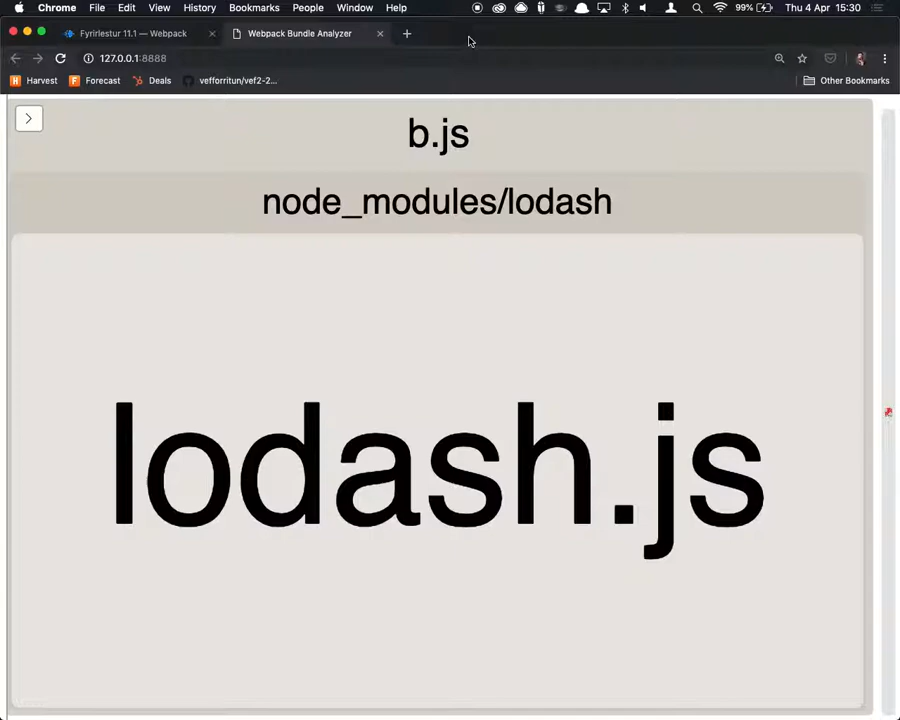 Chrome File Edit View History Bookmarks People Window Help 99% Thu 4 Apr 15:30
Fyrirlestur 11.1 — Webpack Webpack Bundle Analyzer
127.0.0.1:8888
Harvest Forecast Deals vefforritun/vef2-2... Other Bookmarks
b.js
node_modules/lodash
lodash.js